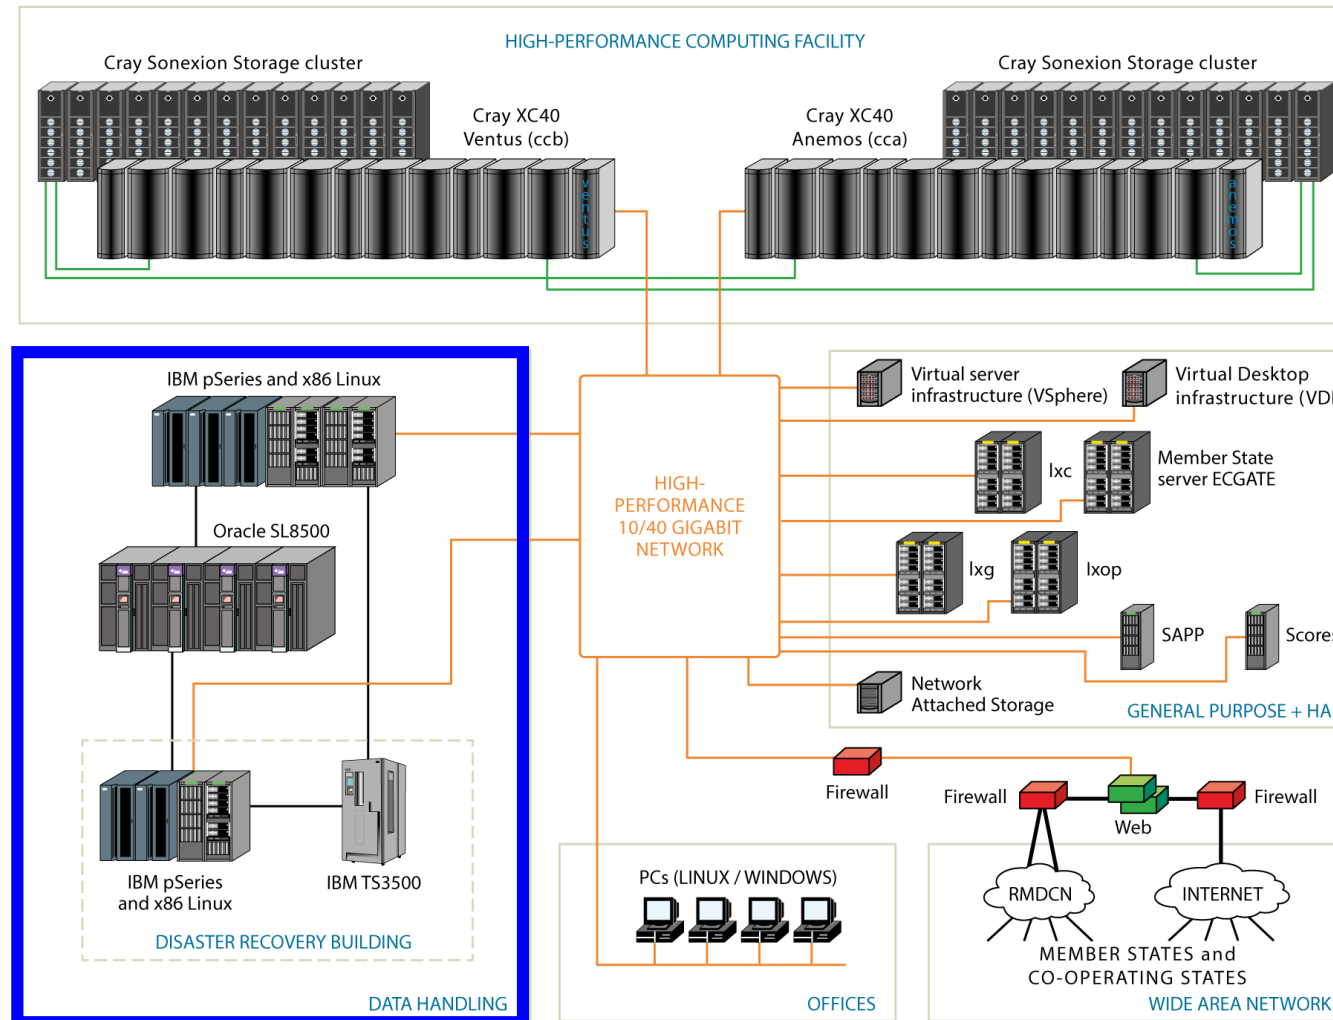 HIGH-PERFORMANCE COMPUTING FACILITY
Cray Sonexion Storage cluster
Cray Sonexion Storage cluster
Cray XC40
Ventus (ccb)
Cray XC40
Anemos (cca)
ventus
anemos
IBM pSeries and x86 Linux
Oracle SL8500
IBM pSeries
and x86 Linux
IBM TS3500
DISASTER RECOVERY BUILDING
DATA HANDLING
HIGH-
PERFORMANCE
10/40 GIGABIT
NETWORK
Virtual server
infrastructure (VSphere)
Virtual Desktop
infrastructure (VDI
lxc
Member State
server ECGATE
lxg
lxop
SAPP
Scores
Network
Attached Storage
GENERAL PURPOSE + HA
Firewall
Firewall
Web
Firewall
PCs (LINUX / WINDOWS)
OFFICES
RMDCN
INTERNET
MEMBER STATES and
CO-OPERATING STATES
WIDE AREA NETWORK